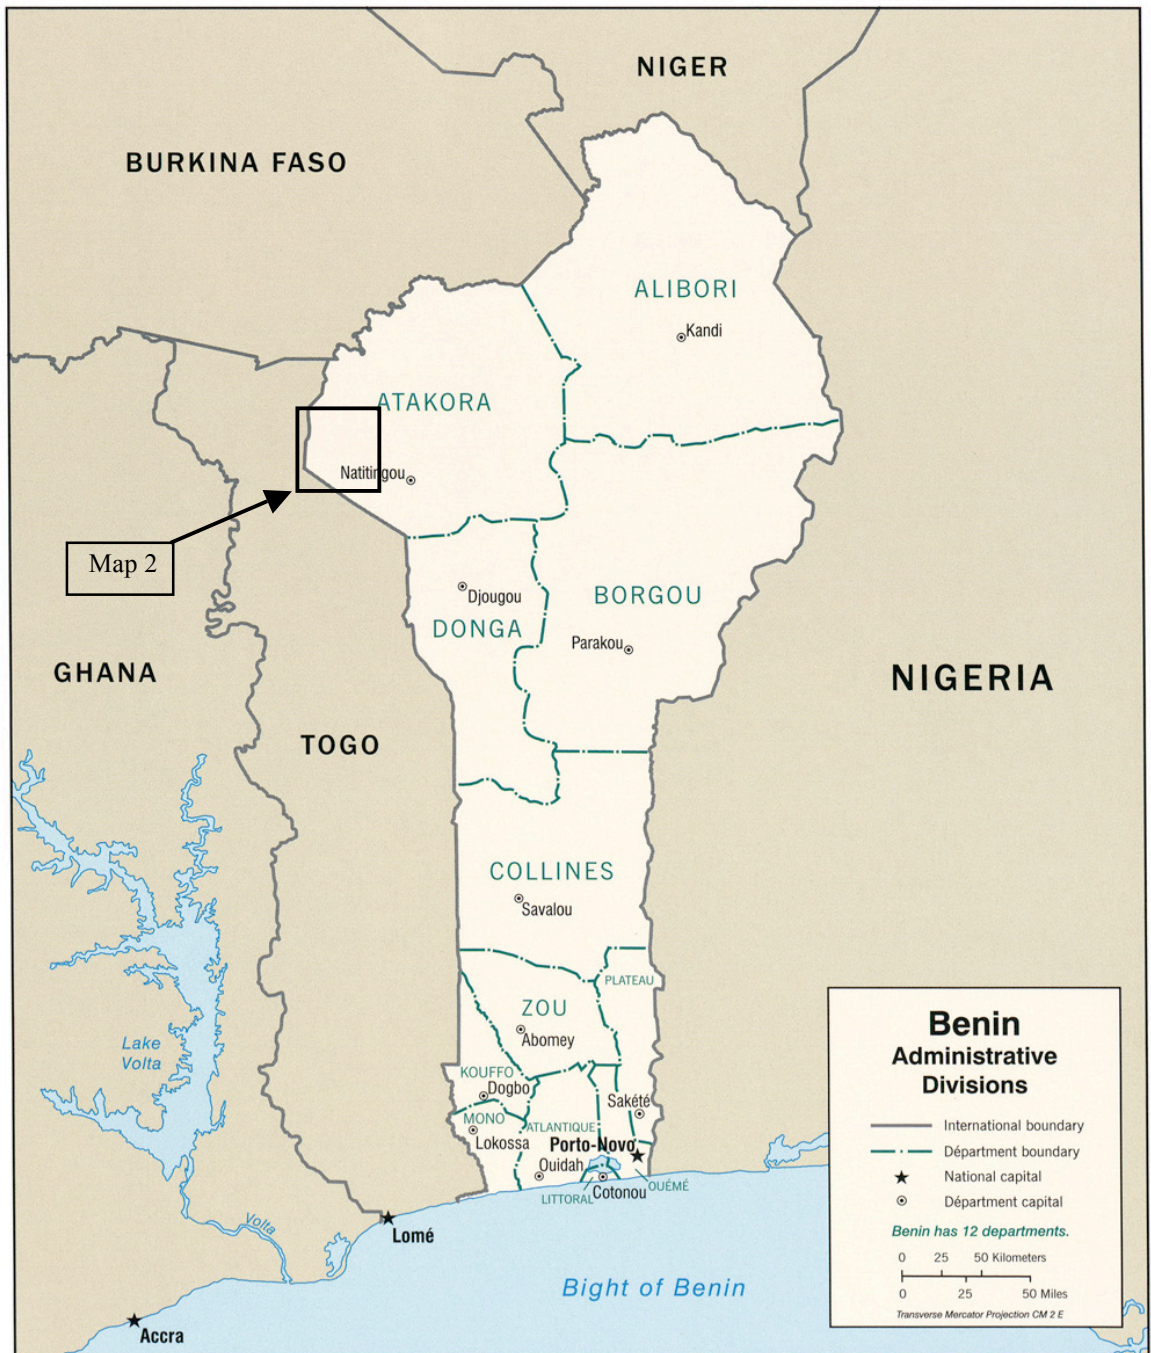 NIGER
BURKINA FASO
ALIBORI
Kandi
ATAKORA
Natitingou
Map 2
Djougou
DONGA
BORGOU
Parakou
GHANA
NIGERIA
TOGO
COLLINES
Savalou
PLATEAU
ZOU
Abomey
Lake
Volta
KOUFFO
Dogbo
Sakété
MONO
Lokossa
ATLANTIQUE
Porto-Novo
Ouidah
OUÉMÉ
LITTORAL
Cotonou
Volta
Lomé
Bight of Benin
Accra
Benin
Administrative
Divisions
International boundary
Départment boundary
National capital
Départment capital
Benin has 12 departments.
0 25 50 Kilometers
0 25 50 Miles
Transverse Mercator Projection CM 2 E